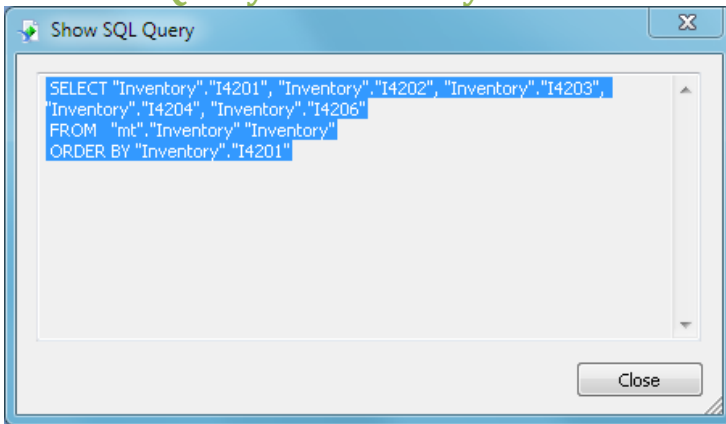 Show SQL Query
SELECT "Inventory"."I4201", "Inventory"."I4202", "Inventory"."I4203",
"Inventory"."I4204", "Inventory"."I4206"
FROM "mt"."Inventory" "Inventory"
ORDER BY "Inventory"."I4201"
Close